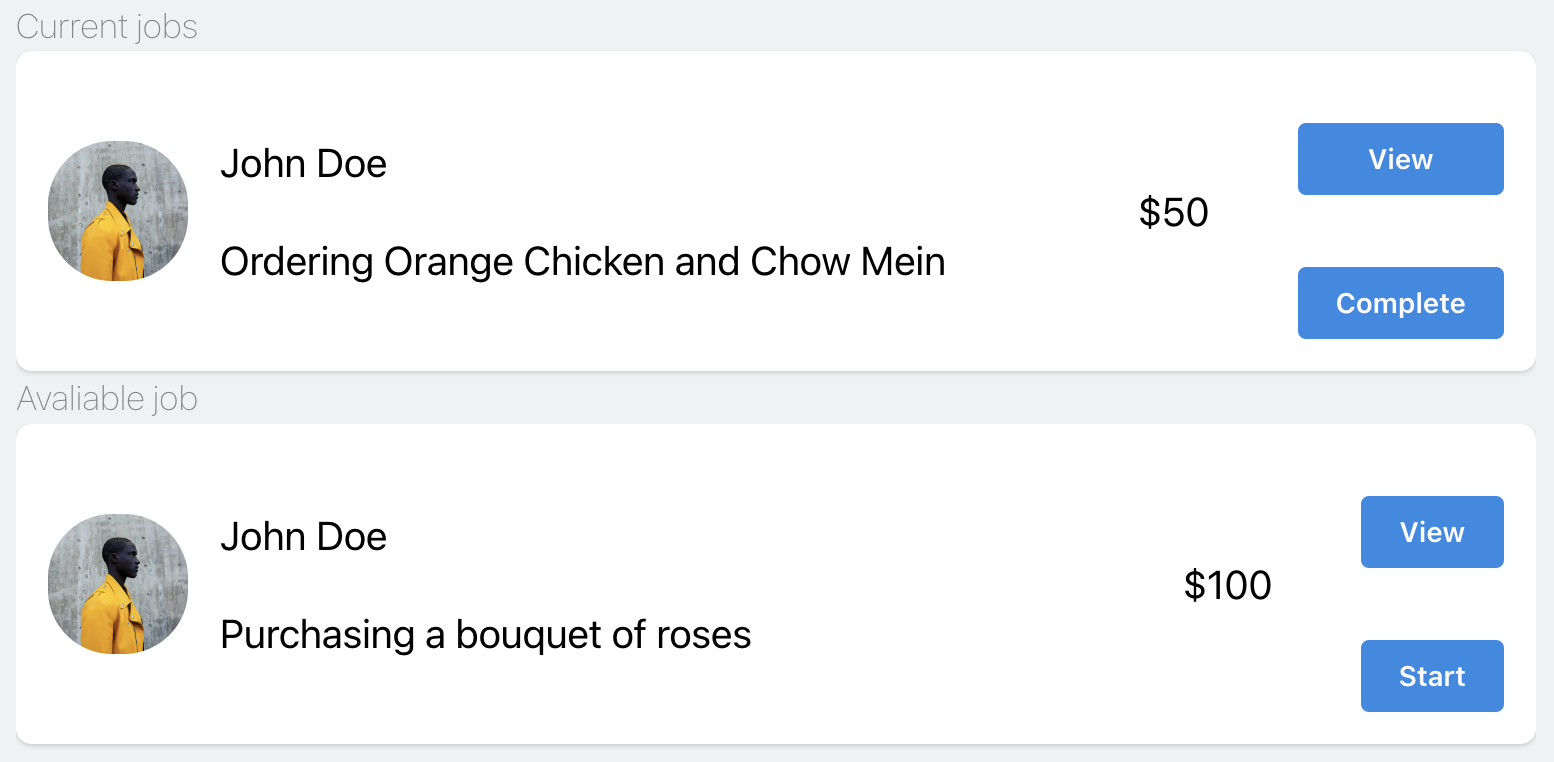 Current jobs
John Doe
Ordering Orange Chicken and Chow Mein
$50
View
Complete
Avaliable job
John Doe
Purchasing a bouquet of roses
$100
View
Start